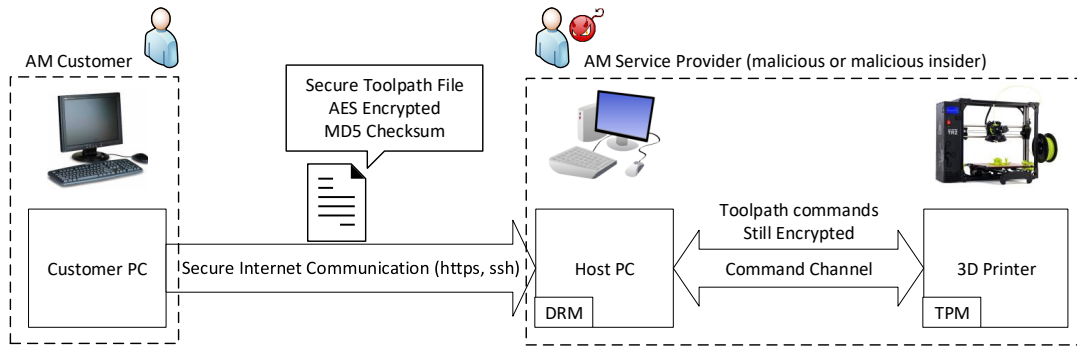 AM Customer
AM Service Provider (malicious or malicious insider)
Secure Toolpath File
AES Encrypted
MD5 Checksum
Customer PC
Secure Internet Communication (https, ssh)
Host PC
DRM
Toolpath commands
Still Encrypted
Command Channel
3D Printer
TPM